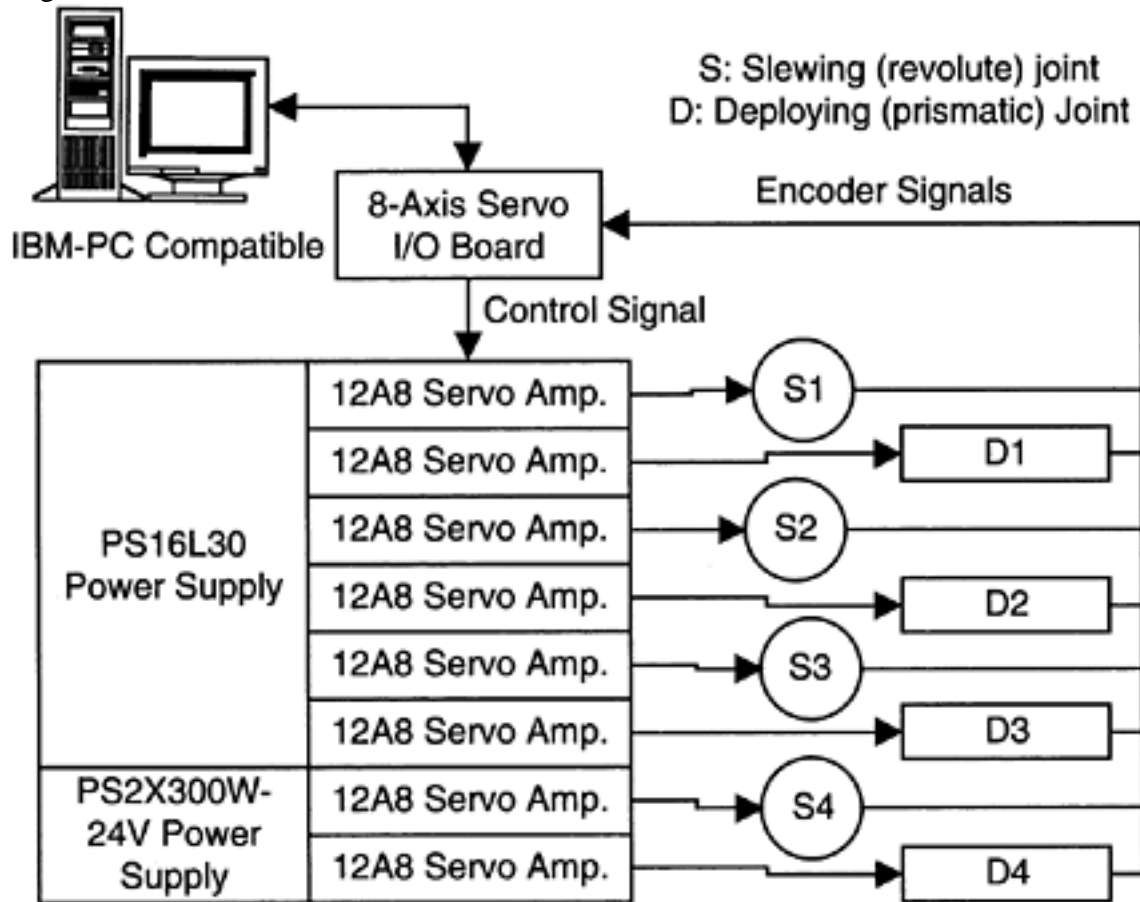 S: Slewing (revolute) joint
D: Deploying (prismatic) Joint
IBM-PC Compatible
8-Axis Servo
I/O Board
Encoder Signals
Control Signal
PS16L30
Power Supply
PS2X300W-
24V Power
Supply
12A8 Servo Amp.
12A8 Servo Amp.
12A8 Servo Amp.
12A8 Servo Amp.
12A8 Servo Amp.
12A8 Servo Amp.
12A8 Servo Amp.
12A8 Servo Amp.
S1
D1
S2
D2
S3
D3
S4
D4